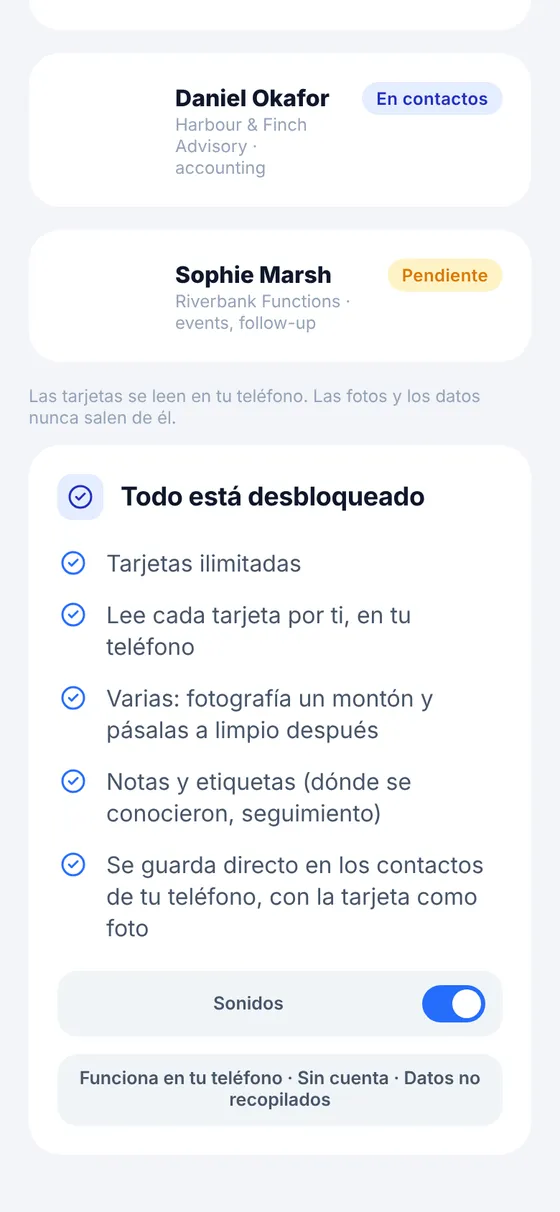 Daniel Okafor
En contactos
Harbour & Finch
Advisory ·
accounting
Sophie Marsh
Pendiente
Riverbank Functions ·
events, follow-up
Las tarjetas se leen en tu teléfono. Las fotos y los datos
nunca salen de él.
Todo está desbloqueado
Tarjetas ilimitadas
Lee cada tarjeta por ti, en tu
teléfono
Varias: fotografía un montón y
pásalas a limpio después
Notas y etiquetas (dónde se
conocieron, seguimiento)
Se guarda directo en los contactos
de tu teléfono, con la tarjeta como
foto
Sonidos
Funciona en tu teléfono · Sin cuenta · Datos no
recopilados